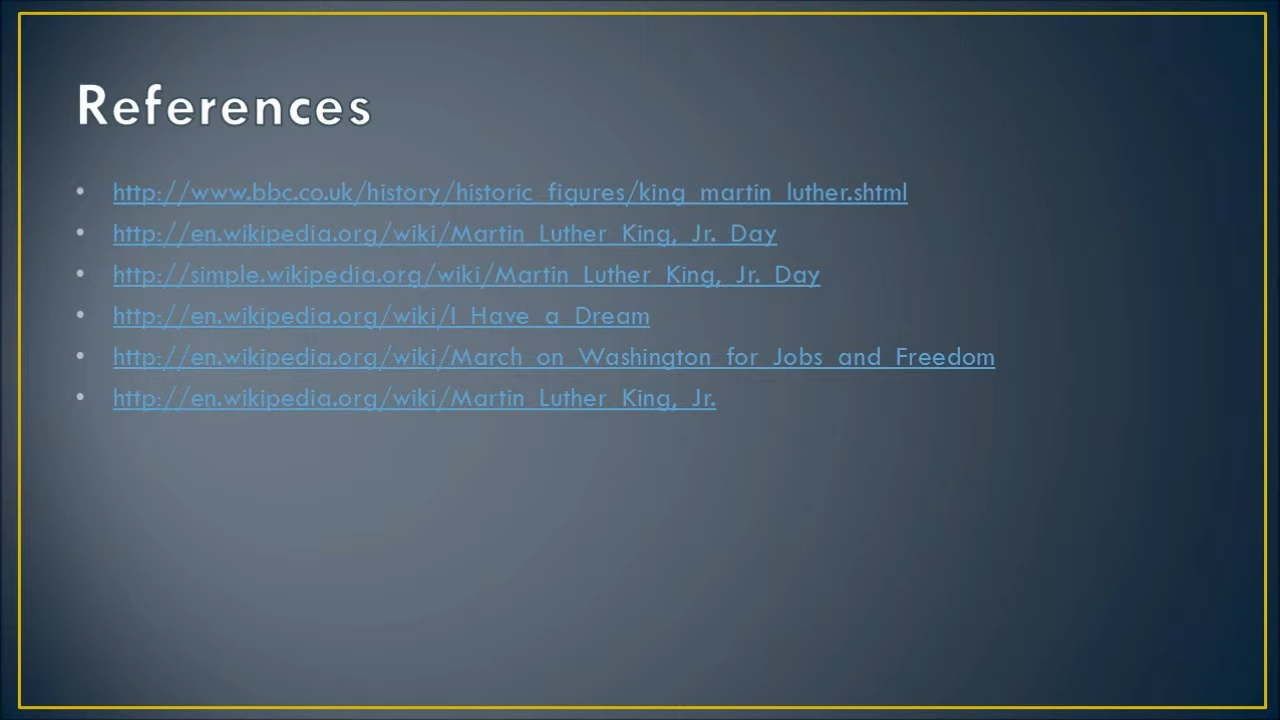 References
• http://www.bbc.co.uk/history/historic_figures/king_martin_luther.shtml
• http://en.wikipedia.org/wiki/Martin_Luther_King,_Jr._Day
• http://simple.wikipedia.org/wiki/Martin_Luther_King,_Jr._Day
• http://en.wikipedia.org/wiki/I_Have_a_Dream
• http://en.wikipedia.org/wiki/March_on_Washington_for_Jobs_and_Freedom
• http://en.wikipedia.org/wiki/Martin_Luther_King,_Jr.